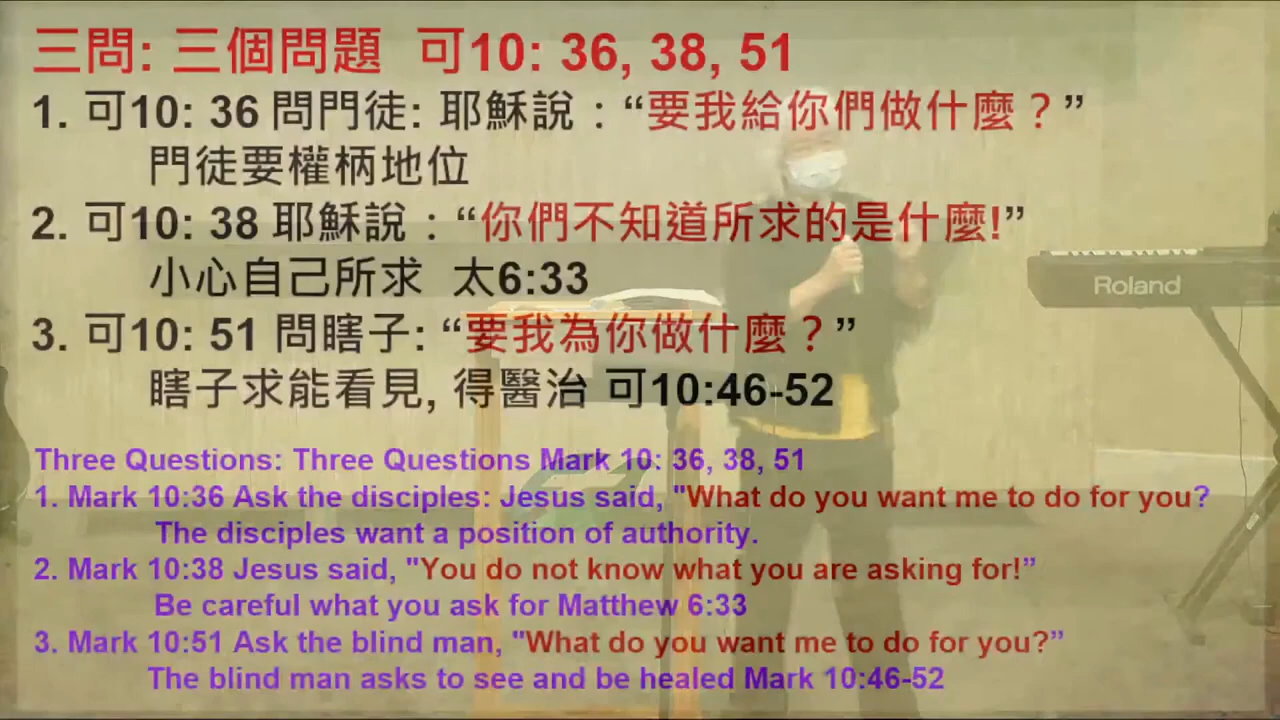 三問: 三個問題 可10: 36, 38, 51
1. 可10: 36 問門徒: 耶穌說：“要我給你們做什麼？”
門徒要權柄地位
2. 可10: 38 耶穌說：“你們不知道所求的是什麼!”
小心自己所求 太6:33
3. 可10: 51 問瞎子: “要我為你做什麼？”
瞎子求能看見, 得醫治 可10:46-52
Roland
Three Questions: Three Questions Mark 10: 36, 38, 51
1. Mark 10:36 Ask the disciples: Jesus said, "What do you want me to do for you?
The disciples want a position of authority.
2. Mark 10:38 Jesus said, "You do not know what you are asking for!”
Be careful what you ask for Matthew 6:33
3. Mark 10:51 Ask the blind man, "What do you want me to do for you?”
The blind man asks to see and be healed Mark 10:46-52